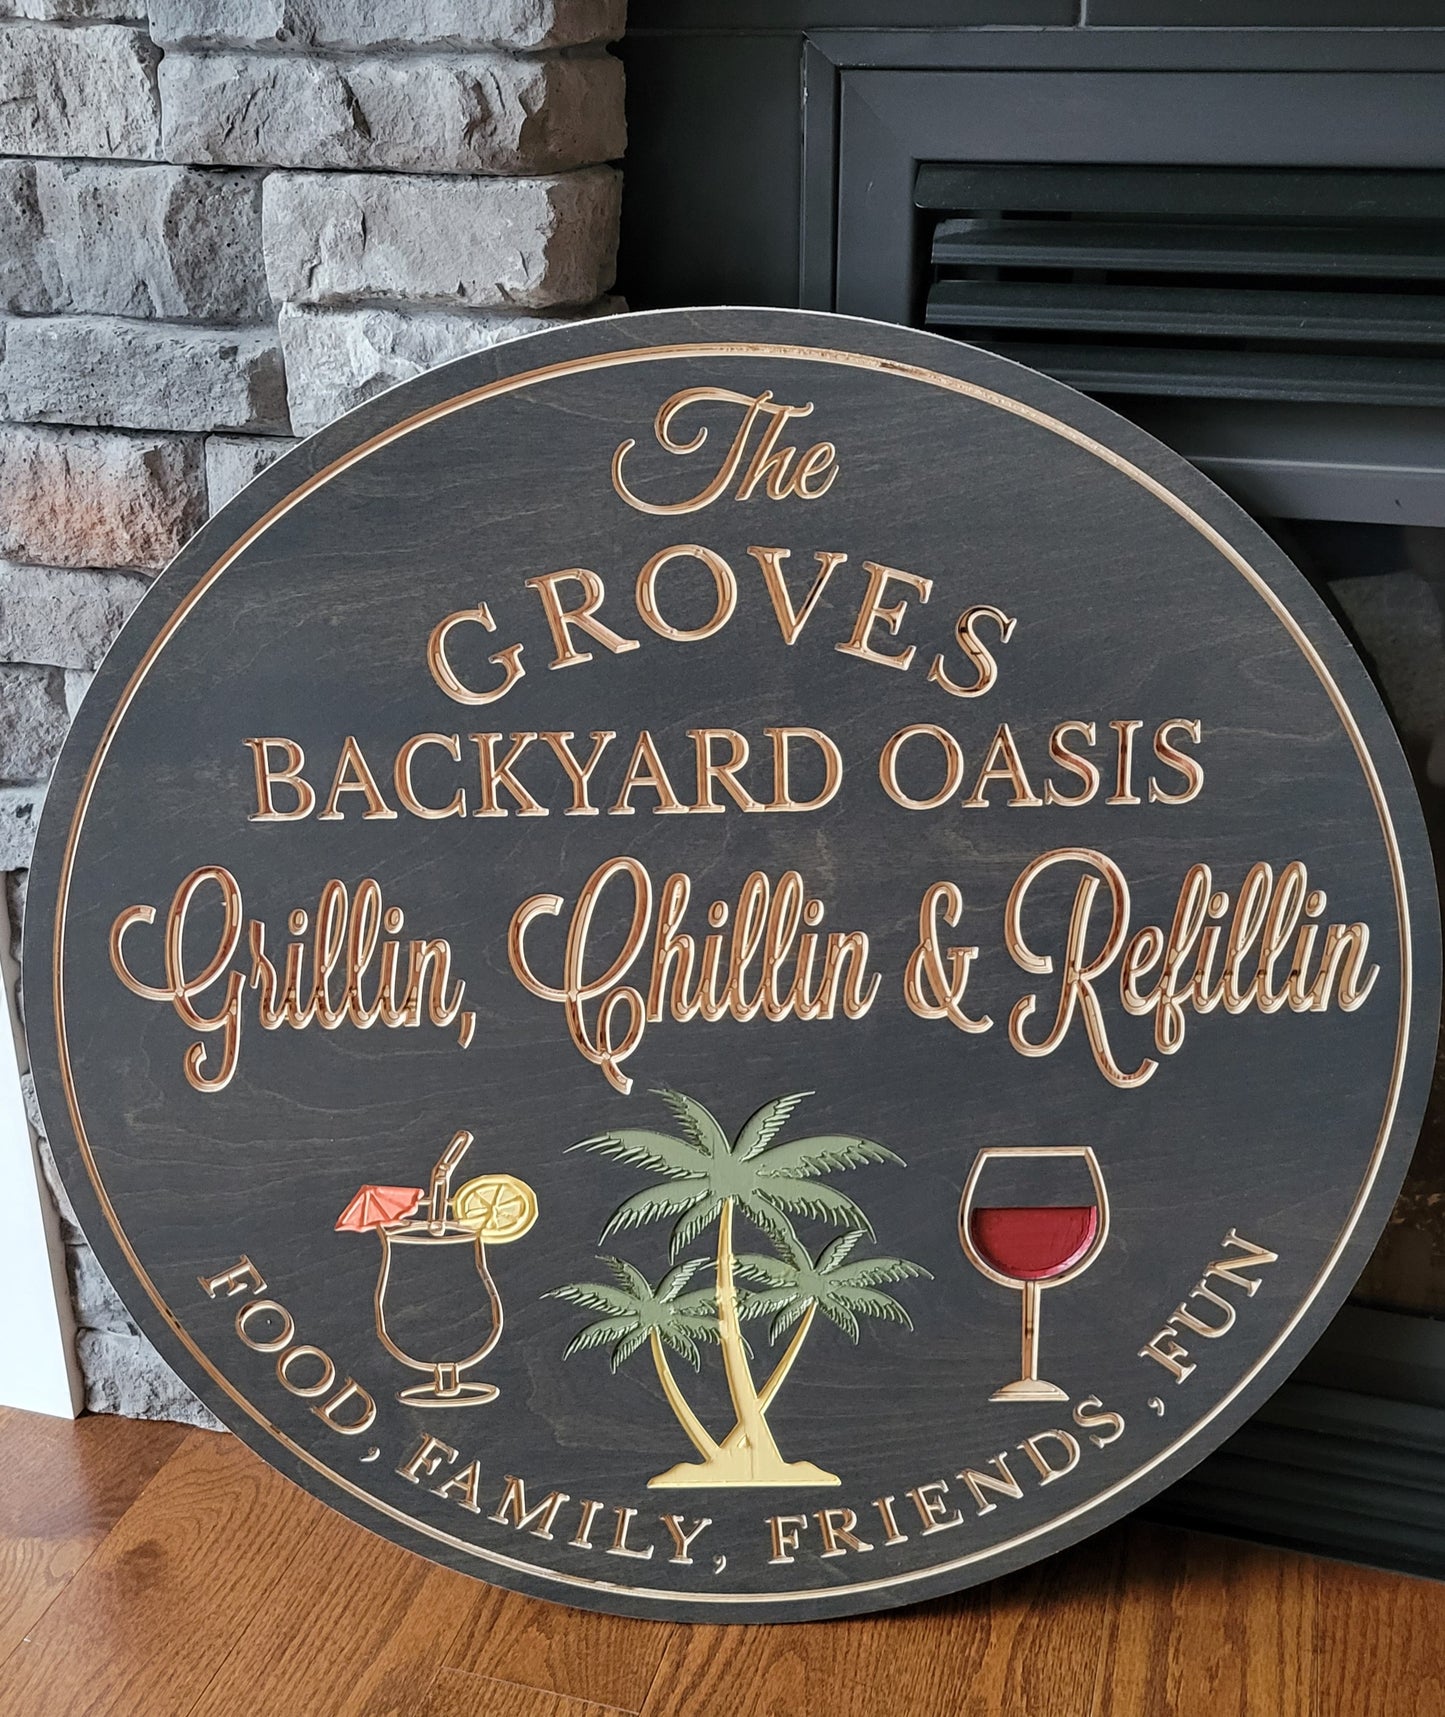 The
GROVES
BACKYARD OASIS
Grillin, Chillin & Refillin
FOOD, FAMILY, FRIENDS, FUN